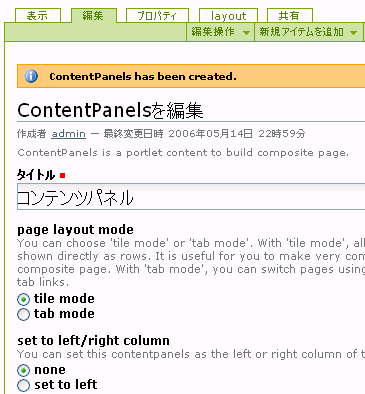 表示 編集 プロパティ layout 共有
編集操作 新規アイテムを追加
ContentPanels has been created.
ContentPanelsを編集
作成者 admin — 最終変更日時 2006年05月14日 22時59分
ContentPanels is a portlet content to build composite page.
タイトル
コンテンツパネル
page layout mode
You can choose 'tile mode' or 'tab mode'. With 'tile mode', all
shown directly as rows. It is useful for you to make very com
composite page. With 'tab mode', you can switch pages using
tab links.
tile mode
tab mode
set to left/right column
You can set this contentpanels as the left or right column of t
none
set to left